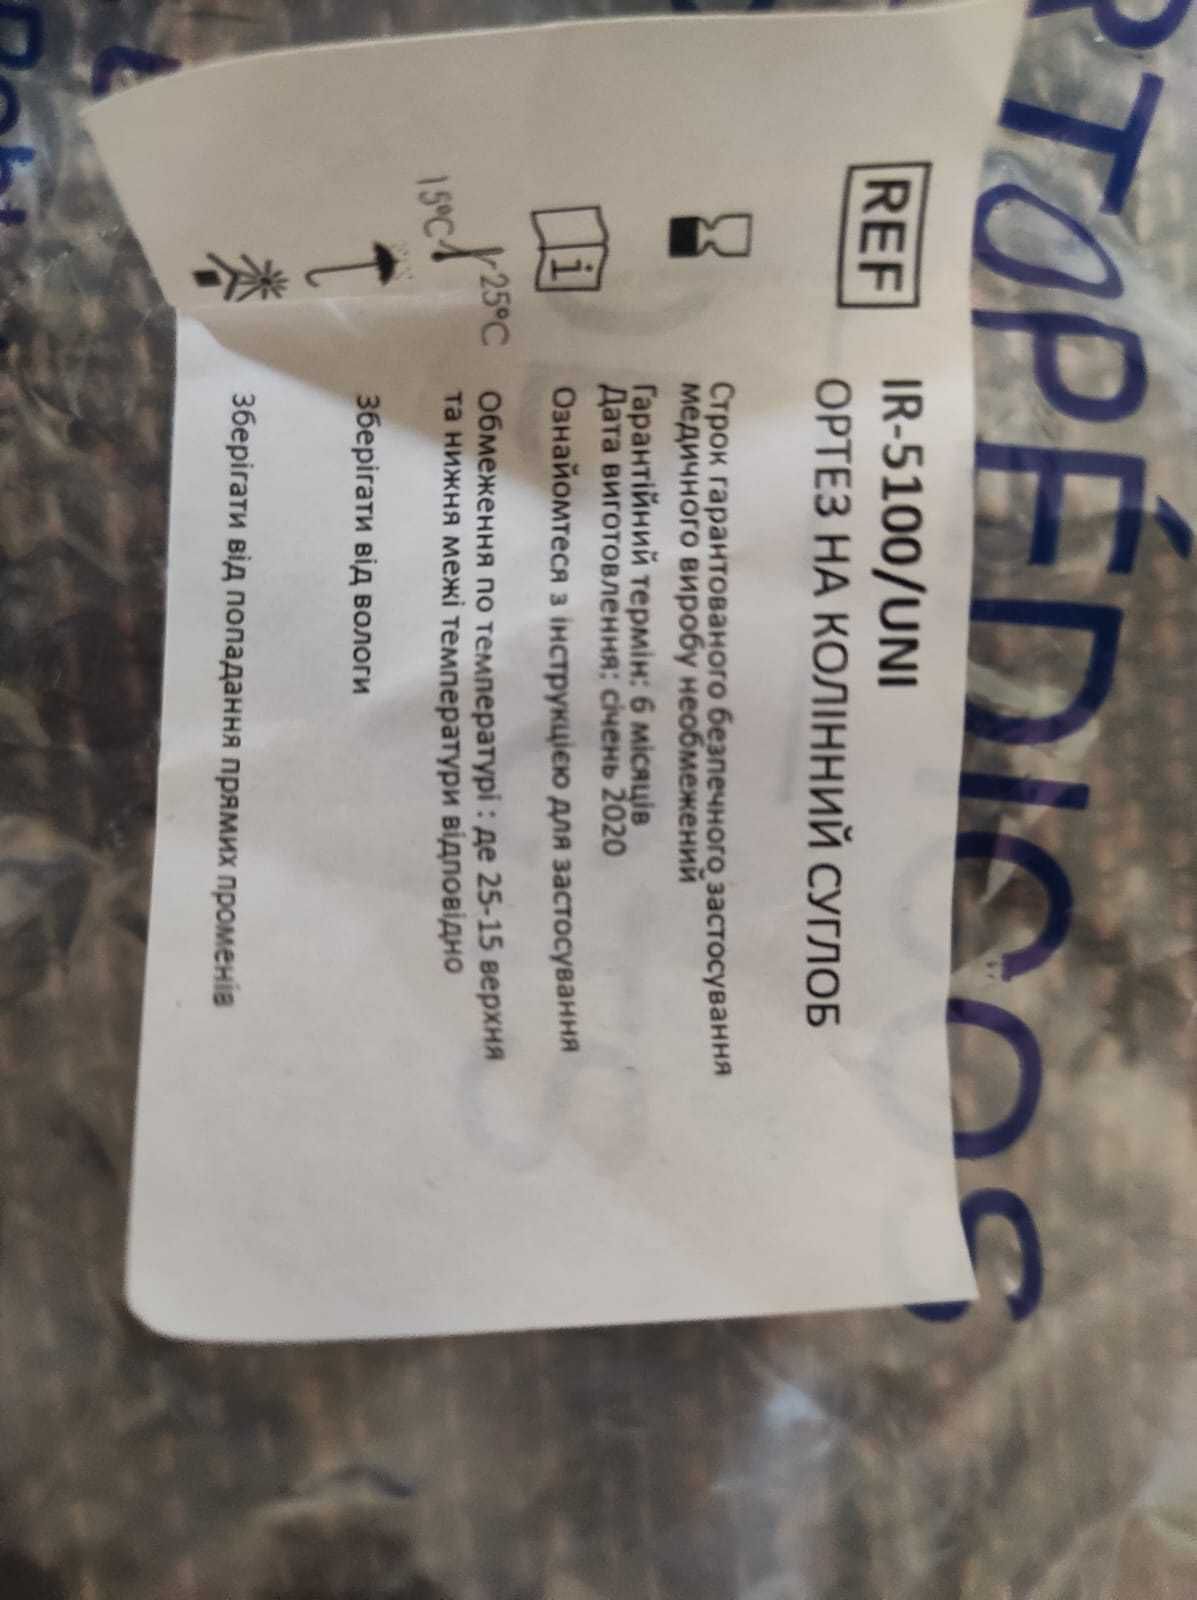 REF
IR-5100/UNI
ОРТЕЗ НА КОЛІННИЙ СУГЛОБ
Строк гарантованого безпечного застосування
медичного виробу необмежений
Гарантійний термін: 6 місяців
Дата виготовлення: січень 2020
i
Ознайомтеся з інструкцією для застосування
15°C
25°C
Обмеження по температурі : де 25-15 верхня
та нижня межі температури відповідно
Зберігати від вологи
Зберігати від попадання прямих променів
RTOPÉDICOS